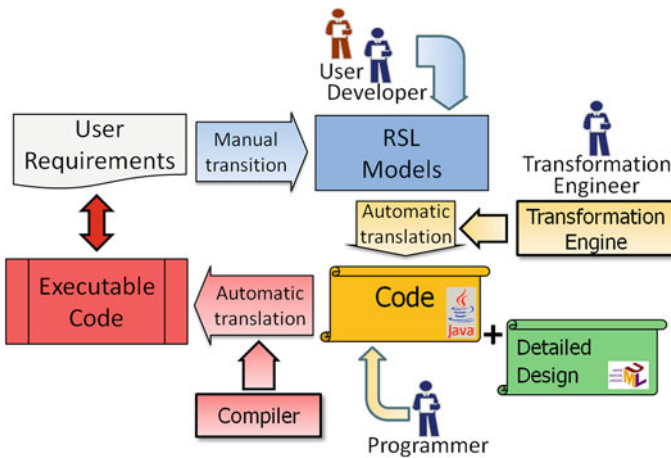 User
Developer
User
Requirements
Manual
transition
RSL
Models
Transformation
Engineer
Automatic
translation
Transformation
Engine
Executable
Code
Automatic
translation
Code
Java
+
Detailed
Design
UML
Compiler
Programmer